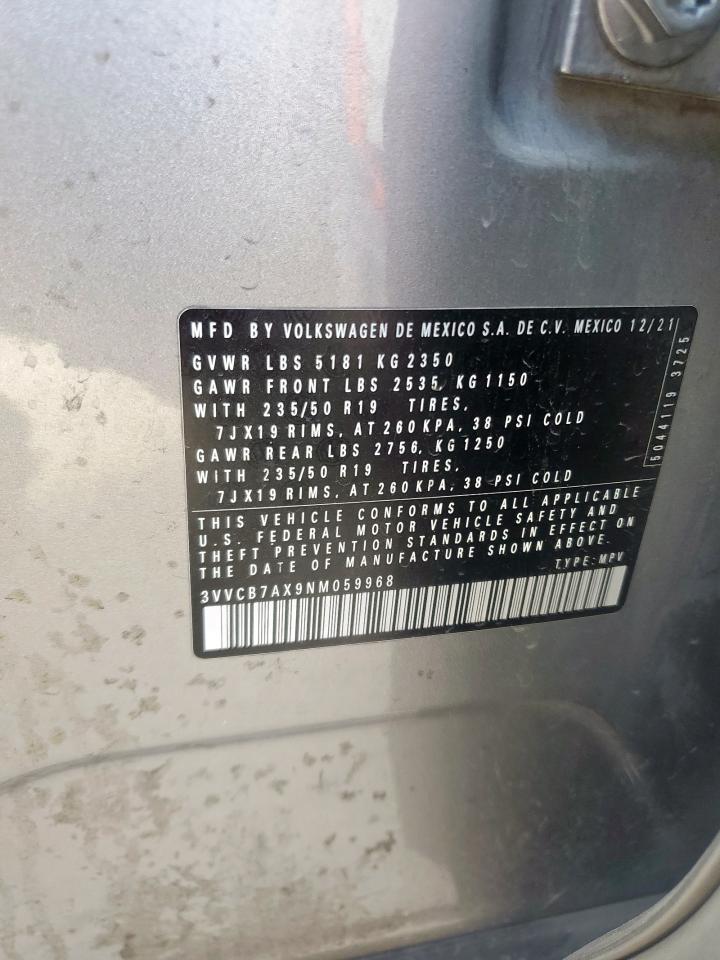 MFD BY VOLKSWAGEN DE MEXICO S.A. DE C.V. MEXICO 12/21
GVWR LBS 5181 KG 2350
GAWR FRONT LBS 2535, KG 1150
WITH 235/50 R19 TIRES,
7JX19 RIMS, AT 260 KPA, 38 PSI COLD
GAWR REAR LBS 2756, KG 1250
WITH 235/50 R19 TIRES,
7JX19 RIMS, AT 260 KPA, 38 PSI COLD
5044119 3725
THIS VEHICLE CONFORMS TO ALL APPLICABLE
U.S. FEDERAL MOTOR VEHICLE SAFETY AND
THEFT PREVENTION STANDARDS IN EFFECT ON
THE DATE OF MANUFACTURE SHOWN ABOVE.
3VVCB7AX9NM059968 TYPE:MPV